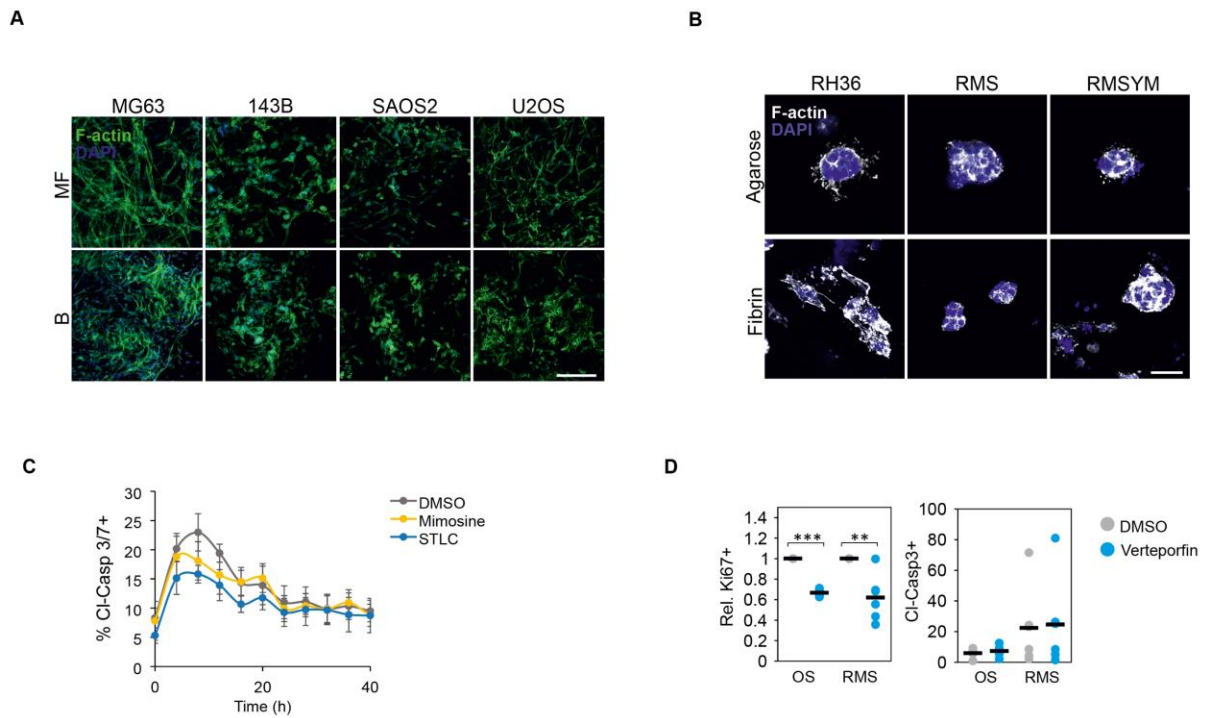 A
MG63 143B SAOS2 U2OS
F-actin
DAPI
MF
B
B
RH36 RMS RMSYM
F-actin
DAPI
Agarose
Fibrin
C
% Cl-Casp 3/7+
30
25
20
15
10
5
0
0 20 40
Time (h)
DMSO
Mimosine
STLC
D
Rel. Ki67+
1.4
1.2
1
0.8
0.6
0.4
0.2
0
*** **
OS RMS
Cl-Casp3+
100
80
60
40
20
0
OS RMS
DMSO
Verteporfin